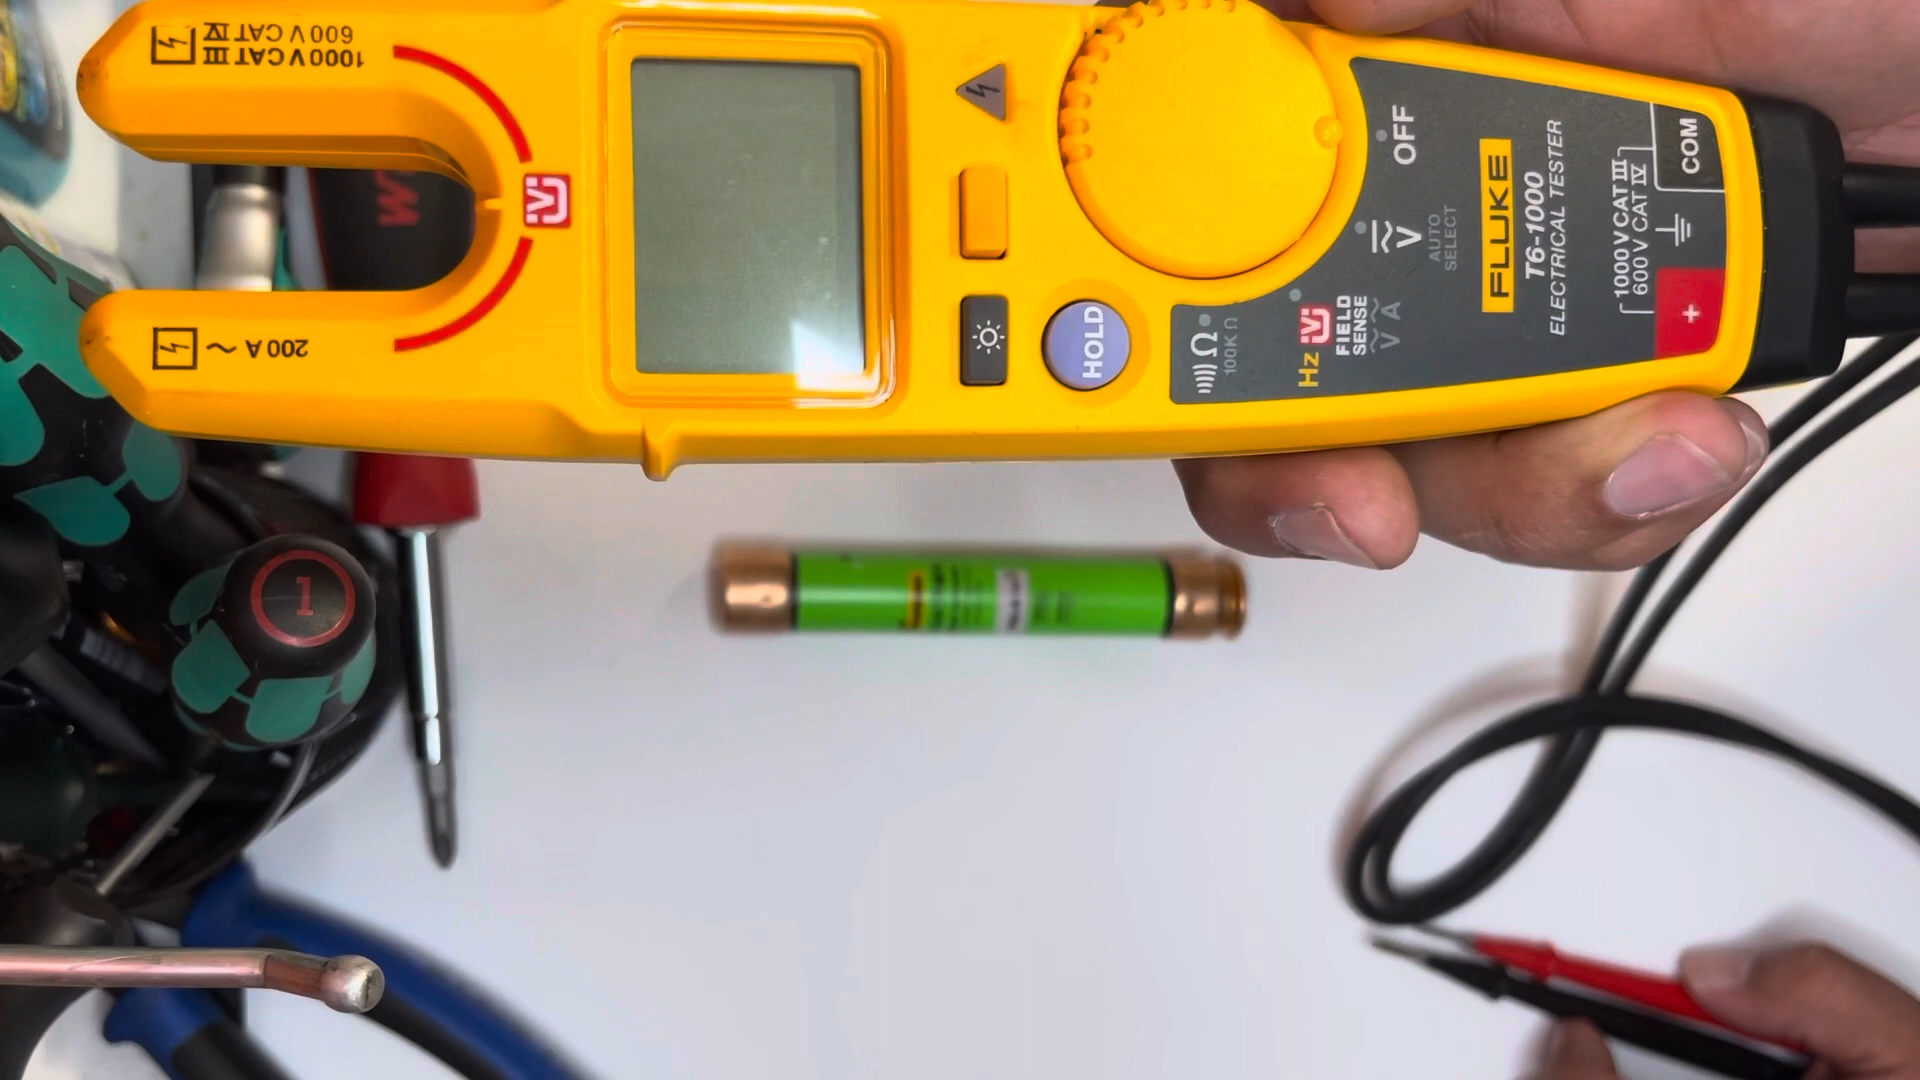 1000 V CAT III
600 V CAT IV
200 A ~
HOLD
OFF
V
AUTO
SELECT
FIELD
SENSE
V A
Hz
Ω
100K Ω
FLUKE
T6-1000
ELECTRICAL TESTER
1000 V CAT III
600 V CAT IV
COM
+
1